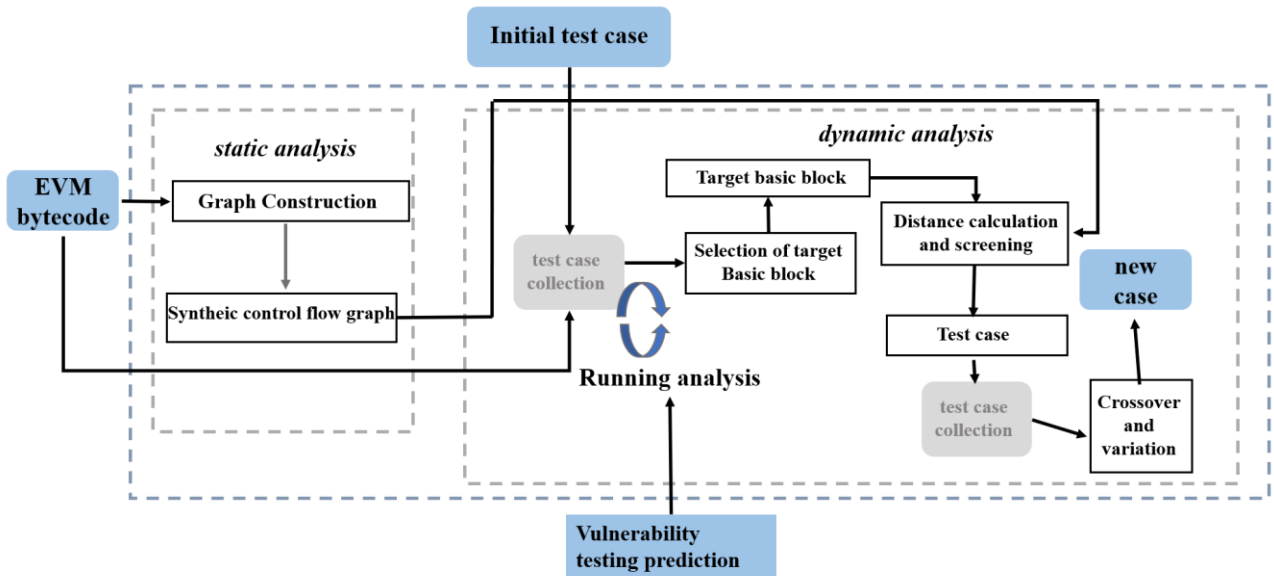 Initial test case
static analysis
dynamic analysis
EVM
bytecode
Graph Construction
Syntheic control flow graph
test case
collection
Selection of target
Basic block
Target basic block
Distance calculation
and screening
new
case
Test case
Running analysis
test case
collection
Crossover
and
variation
Vulnerability
testing prediction